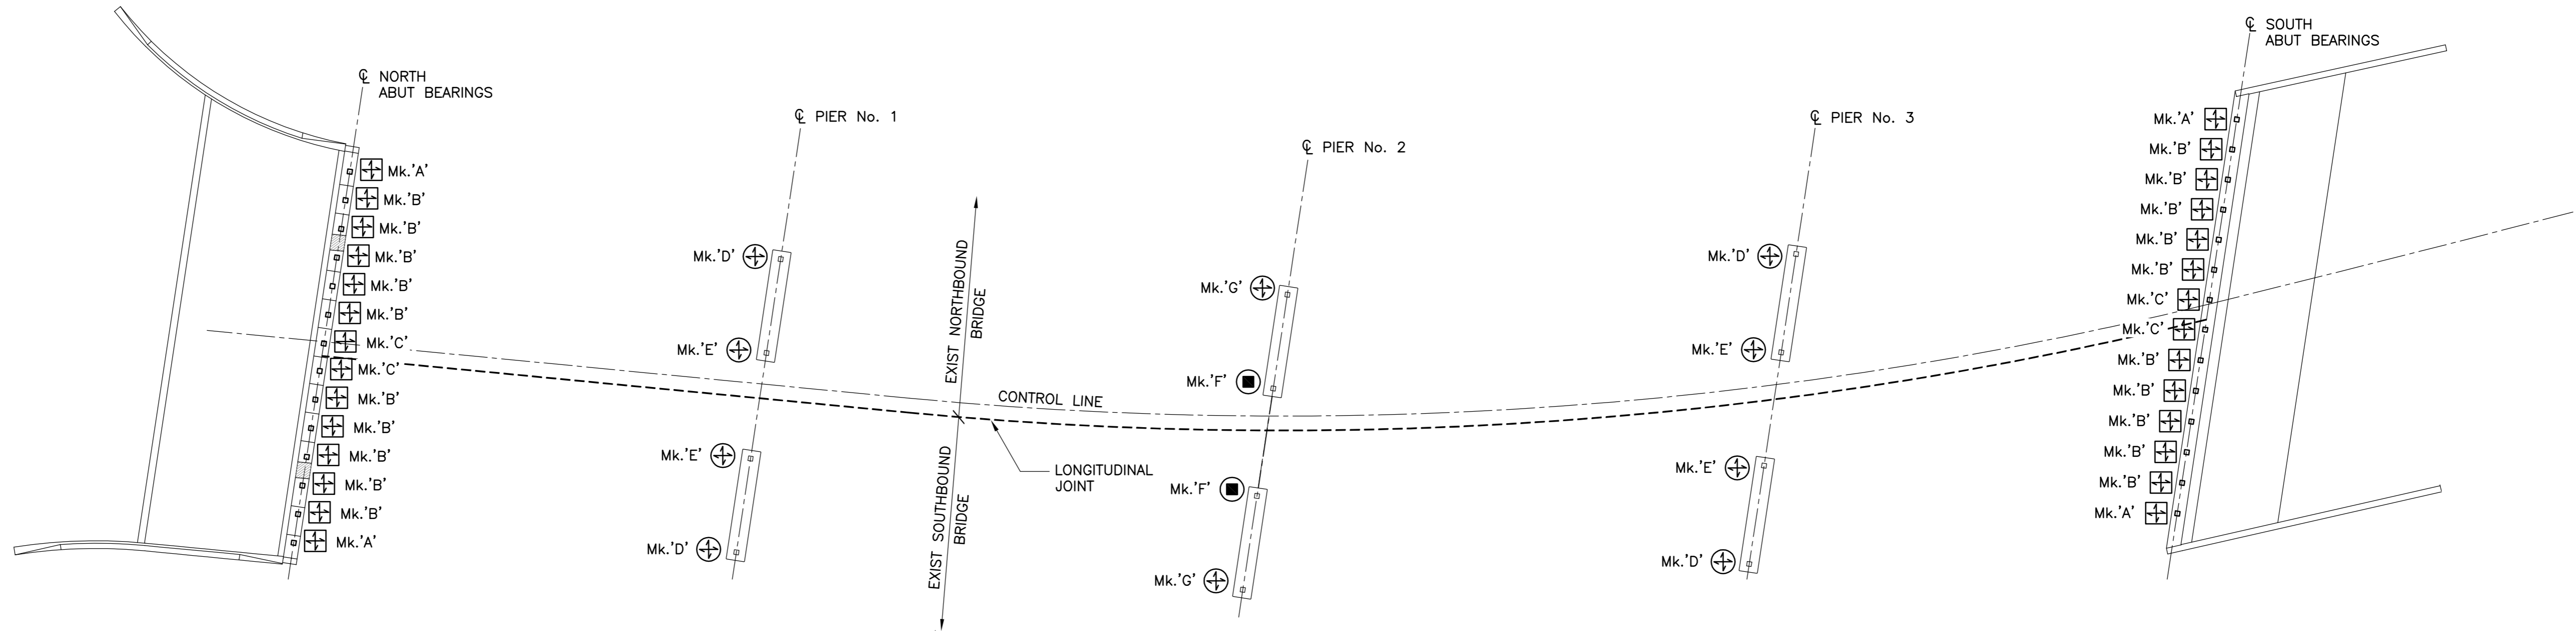 ℄ NORTH
ABUT BEARINGS
Mk.'A'
Mk.'B'
Mk.'B'
Mk.'B'
Mk.'B'
Mk.'B'
Mk.'C'
Mk.'C'
Mk.'B'
Mk.'B'
Mk.'B'
Mk.'B'
Mk.'B'
Mk.'A'
℄ PIER No. 1
Mk.'D'
Mk.'E'
Mk.'E'
Mk.'D'
EXIST NORTHBOUND
BRIDGE
EXIST SOUTHBOUND
BRIDGE
CONTROL LINE
LONGITUDINAL
JOINT
℄ PIER No. 2
Mk.'G'
Mk.'F'
Mk.'F'
Mk.'G'
℄ PIER No. 3
Mk.'D'
Mk.'E'
Mk.'E'
Mk.'D'
℄ SOUTH
ABUT BEARINGS
Mk.'A'
Mk.'B'
Mk.'B'
Mk.'B'
Mk.'B'
Mk.'B'
Mk.'C'
Mk.'C'
Mk.'B'
Mk.'B'
Mk.'B'
Mk.'B'
Mk.'B'
Mk.'A'